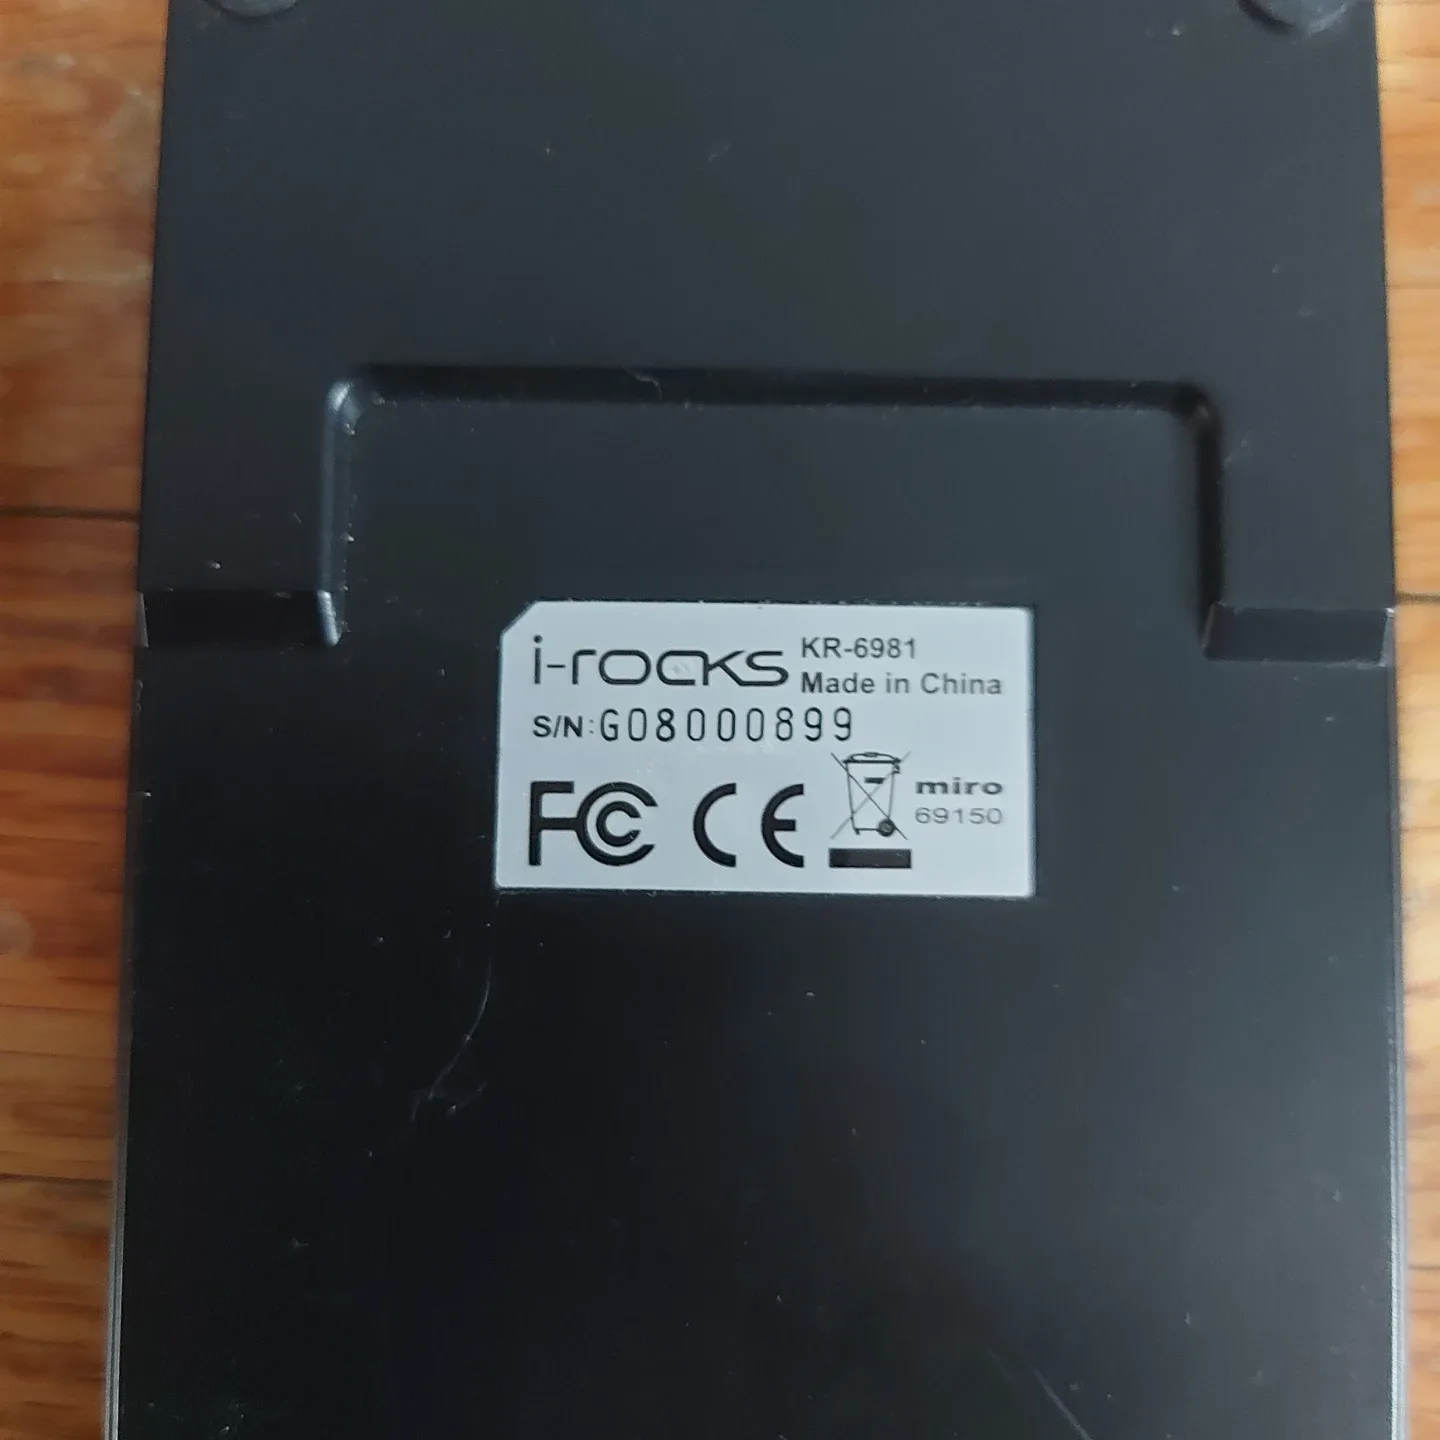 i-rocks KR-6981
Made in China
S/N:G08000899
FC CE miro
69150